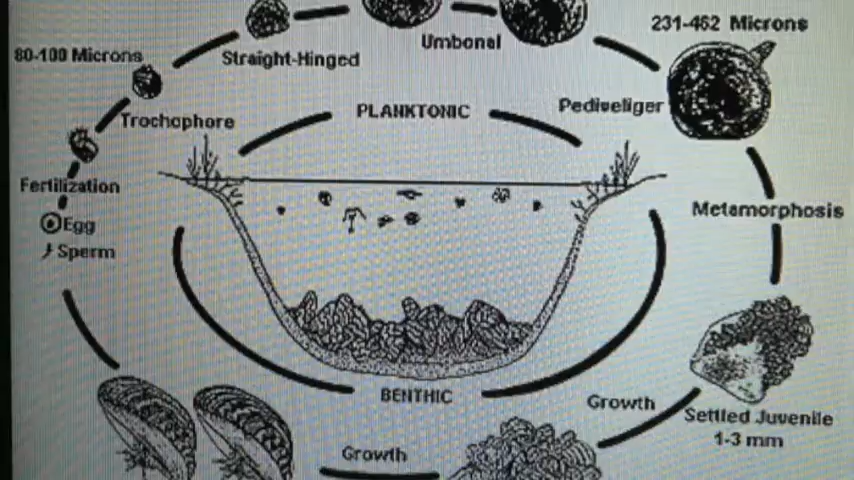 231-462 Microns
Umbonal
80-100 Microns
Straight-Hinged
Pediveliger
PLANKTONIC
Trochophore
Fertilization
Egg
Sperm
Metamorphosis
BENTHIC
Growth
Settled Juvenile
1-3 mm
Growth